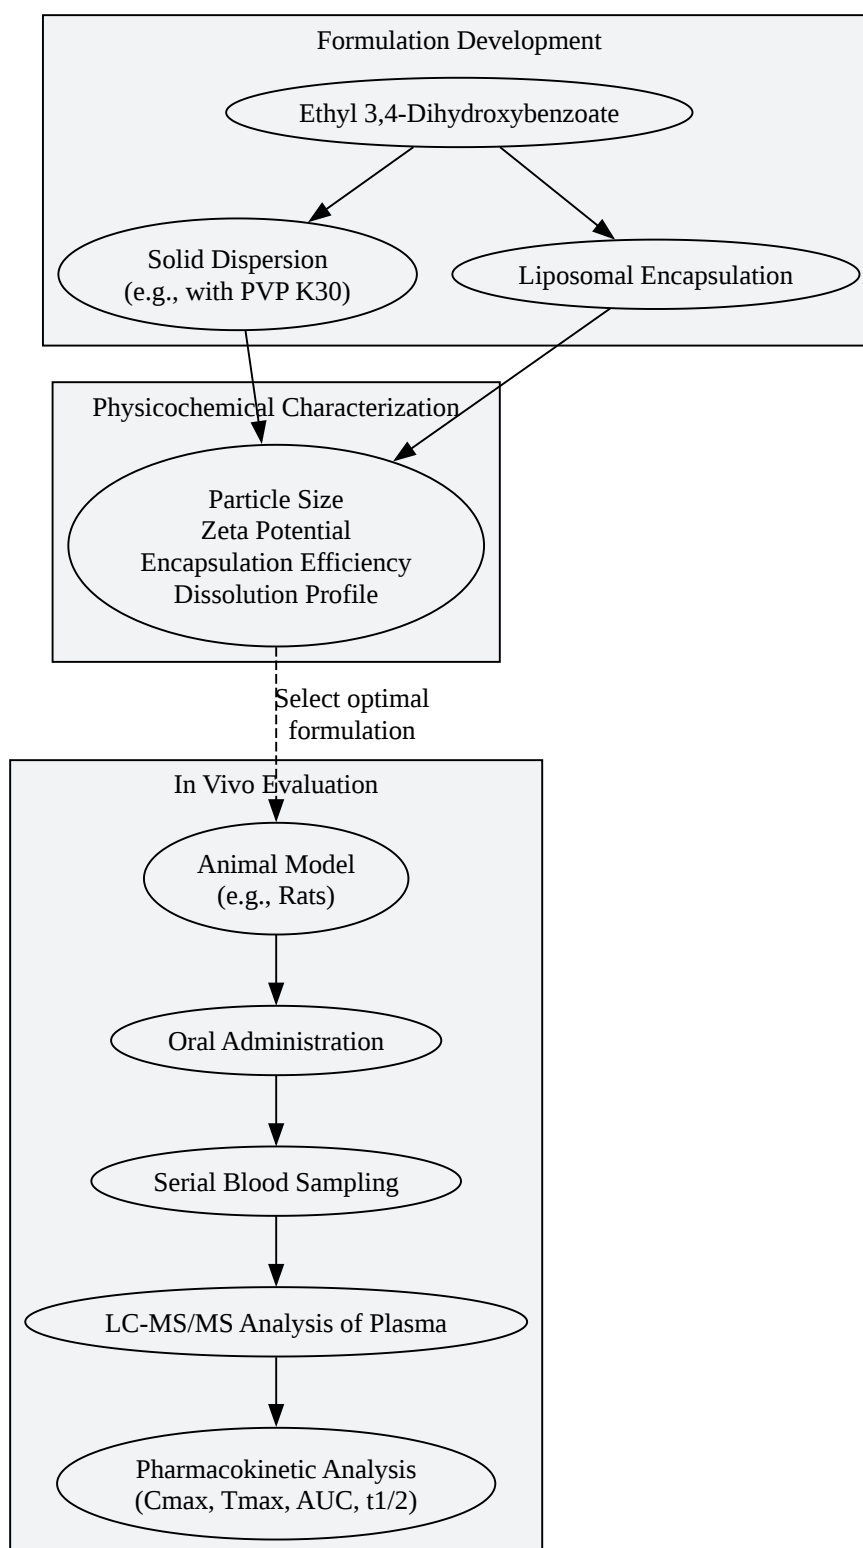 Formulation Development
Ethyl 3,4-Dihydroxybenzoate
Solid Dispersion
(e.g., with PVP K30)
Liposomal Encapsulation
Physicochemical Characterization
Particle Size
Zeta Potential
Encapsulation Efficiency
Dissolution Profile
Select optimal
formulation
In Vivo Evaluation
Animal Model
(e.g., Rats)
Oral Administration
Serial Blood Sampling
LC-MS/MS Analysis of Plasma
Pharmacokinetic Analysis
(Cmax, Tmax, AUC, t1/2)